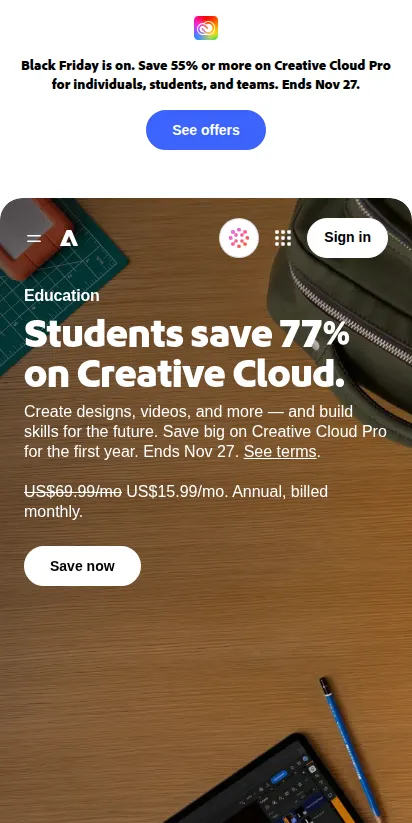 Black Friday is on. Save 55% or more on Creative Cloud Pro
for individuals, students, and teams. Ends Nov 27.
See offers
Sign in
Education
Students save 77%
on Creative Cloud.
Create designs, videos, and more — and build
skills for the future. Save big on Creative Cloud Pro
for the first year. Ends Nov 27. See terms.
US$69.99/mo US$15.99/mo. Annual, billed
monthly.
Save now